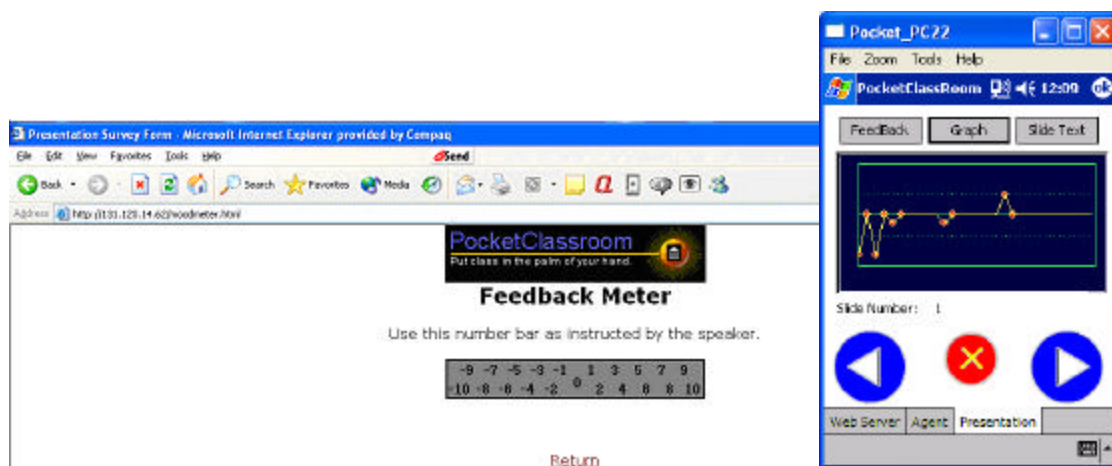 Presentation Survey Form - Microsoft Internet Explorer provided by Compaq
File Edit View Favorites Tools Help Send
Back Search Favorites Media
Address
PocketClassroom
Put class in the palm of your hand.
Feedback Meter
Use this number bar as instructed by the speaker.
-9 -7 -5 -3 -1 1 3 5 7 9
0
-10 -8 -6 -4 -2 2 4 6 8 10
Return
Pocket_PC22
File Zoom Tools Help
PocketClassRoom 12:09 ok
FeedBack Graph Slide Text
Slide Number: 1
Web Server Agent Presentation